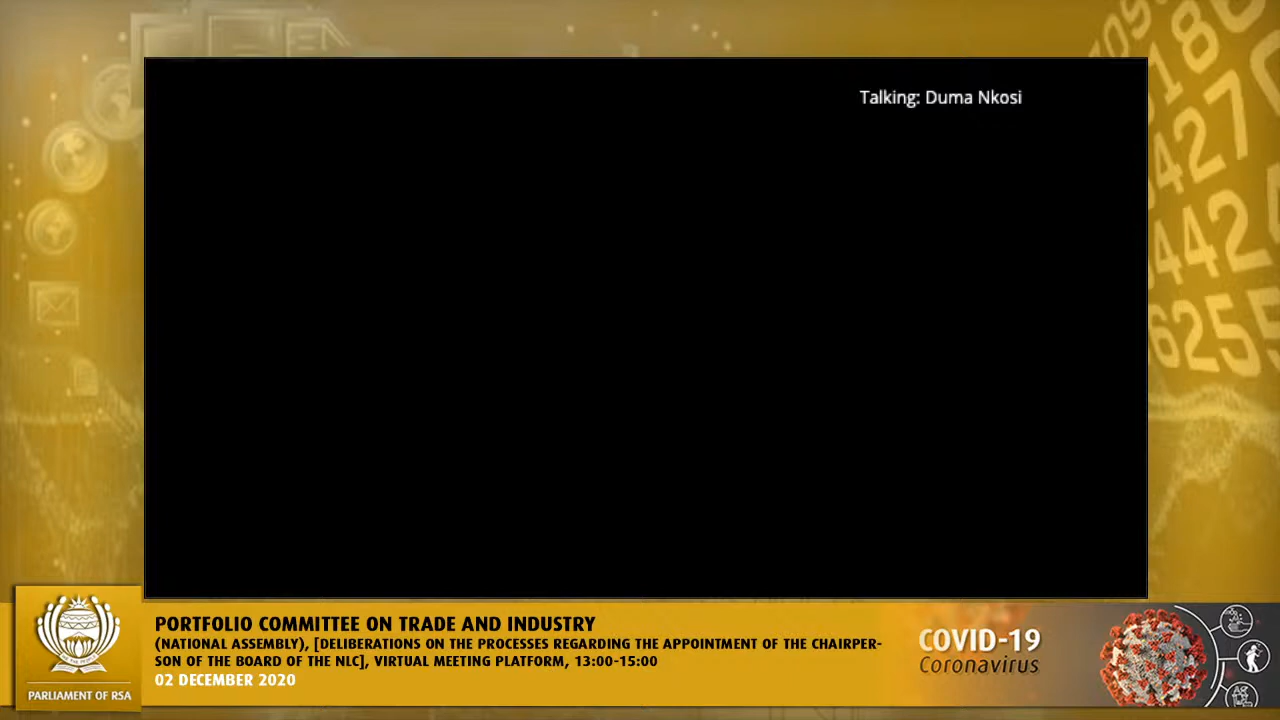 Talking: Duma Nkosi
PORTFOLIO COMMITTEE ON TRADE AND INDUSTRY
(NATIONAL ASSEMBLY), [DELIBERATIONS ON THE PROCESSES REGARDING THE APPOINTMENT OF THE CHAIRPER-
SON OF THE BOARD OF THE NLC], VIRTUAL MEETING PLATFORM, 13:00-15:00
02 DECEMBER 2020
PARLIAMENT OF RSA
COVID-19
Coronavirus